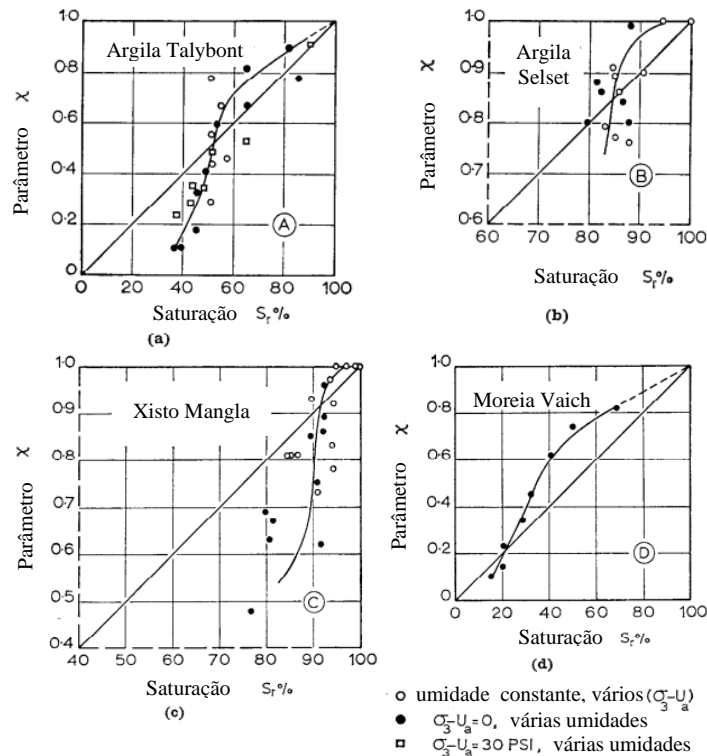 Argila Talybont
Parâmetro χ
1·0
0·8
0·6
0·4
0·2
0
A
0 20 40 60 80 100
Saturação Sr%
(a)
Argila
Selset
Parâmetro χ
1·0
0·9
0·8
0·7
0·6
B
60 70 80 90 100
Saturação Sr%
(b)
Xisto Mangla
Parâmetro χ
1·0
0·9
0·8
0·7
0·6
0·5
0·4
C
40 50 60 70 80 90 100
Saturação Sr%
(c)
Moreia Vaich
Parâmetro χ
1·0
0·8
0·6
0·4
0·2
0
D
0 20 40 60 80 100
Saturação Sr%
(d)
umidade constante, vários (σ3-Ua)
σ3-Ua=0, várias umidades
σ3-Ua=30 PSI, várias umidades